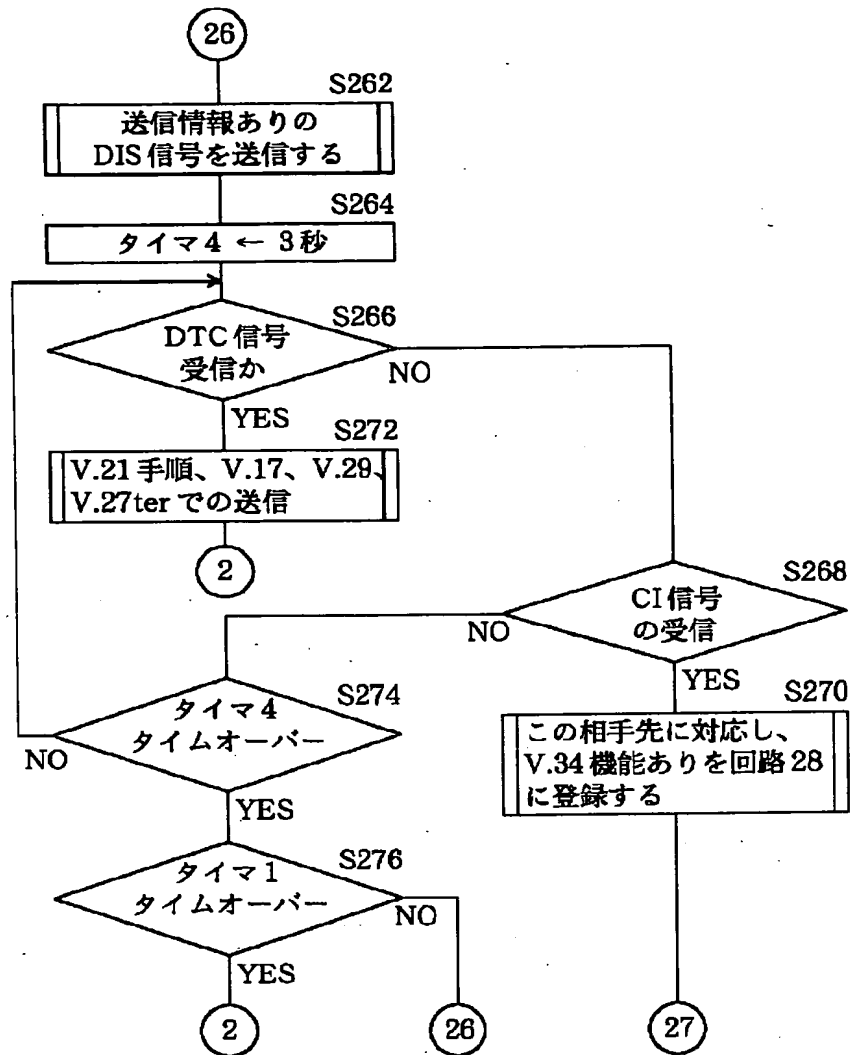 26
S262
送信情報ありの
DIS信号を送信する
S264
タイマ4 ← 3秒
S266
DTC信号
受信か
NO
YES
S272
V.21手順、V.17、V.29、
V.27terでの送信
2
S268
CI信号
の受信
NO
YES
S270
この相手先に対応し、
V.34機能ありを回路28
に登録する
S274
タイマ4
タイムオーバー
NO
YES
S276
タイマ1
タイムオーバー
NO
YES
2
26
27